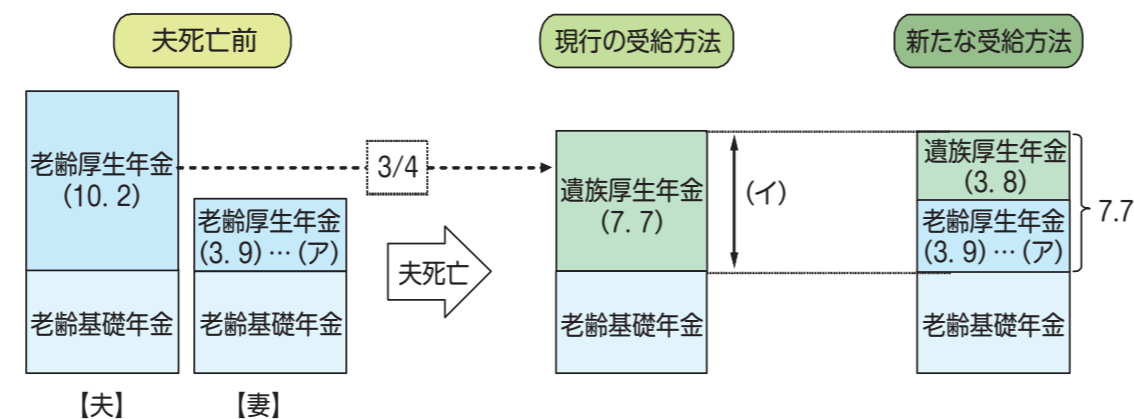 夫死亡前
現行の受給方法
新たな受給方法
老齢厚生年金
(10. 2)
3/4
老齢厚生年金
(3. 9) … (ア)
老齢基礎年金
老齢基礎年金
【夫】
【妻】
夫死亡
遺族厚生年金
(7. 7)
(イ)
老齢基礎年金
遺族厚生年金
(3. 8)
老齢厚生年金
(3. 9) … (ア)
7.7
老齢基礎年金